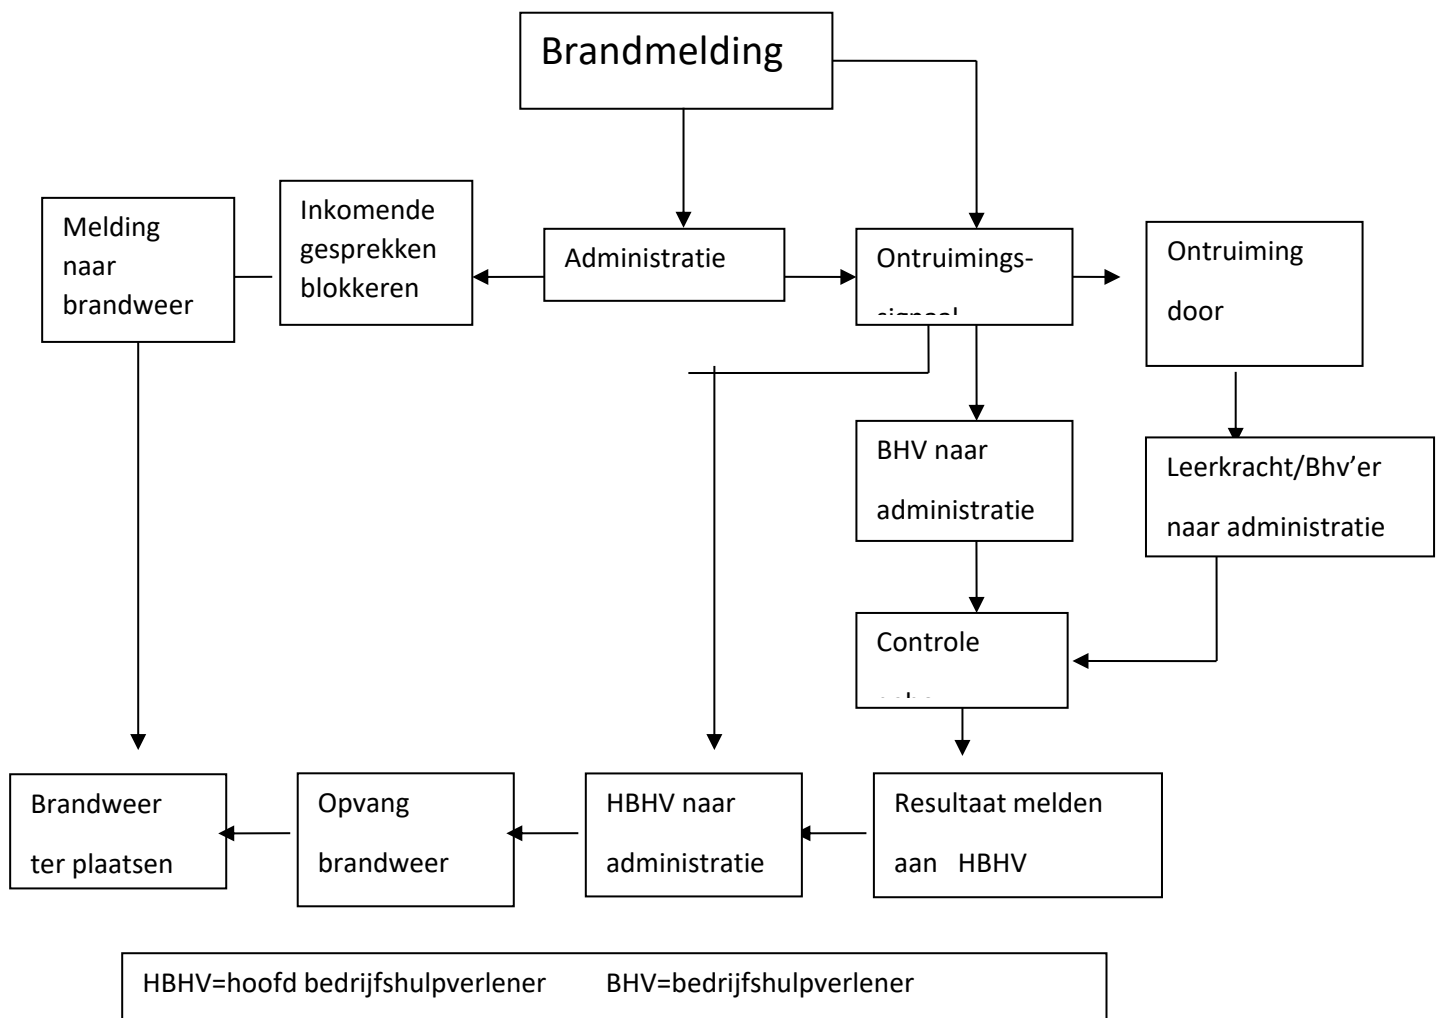 Brandmelding
Melding
naar
brandweer
Inkomende
gesprekken
blokkeren
Administratie
Ontruimings-
Ontruiming
door
BHV naar
administratie
Leerkracht/Bhv’er
naar administratie
Controle
Brandweer
ter plaatsen
Opvang
brandweer
HBHV naar
administratie
Resultaat melden
aan HBHV
HBHV=hoofd bedrijfshulpverlener BHV=bedrijfshulpverlener